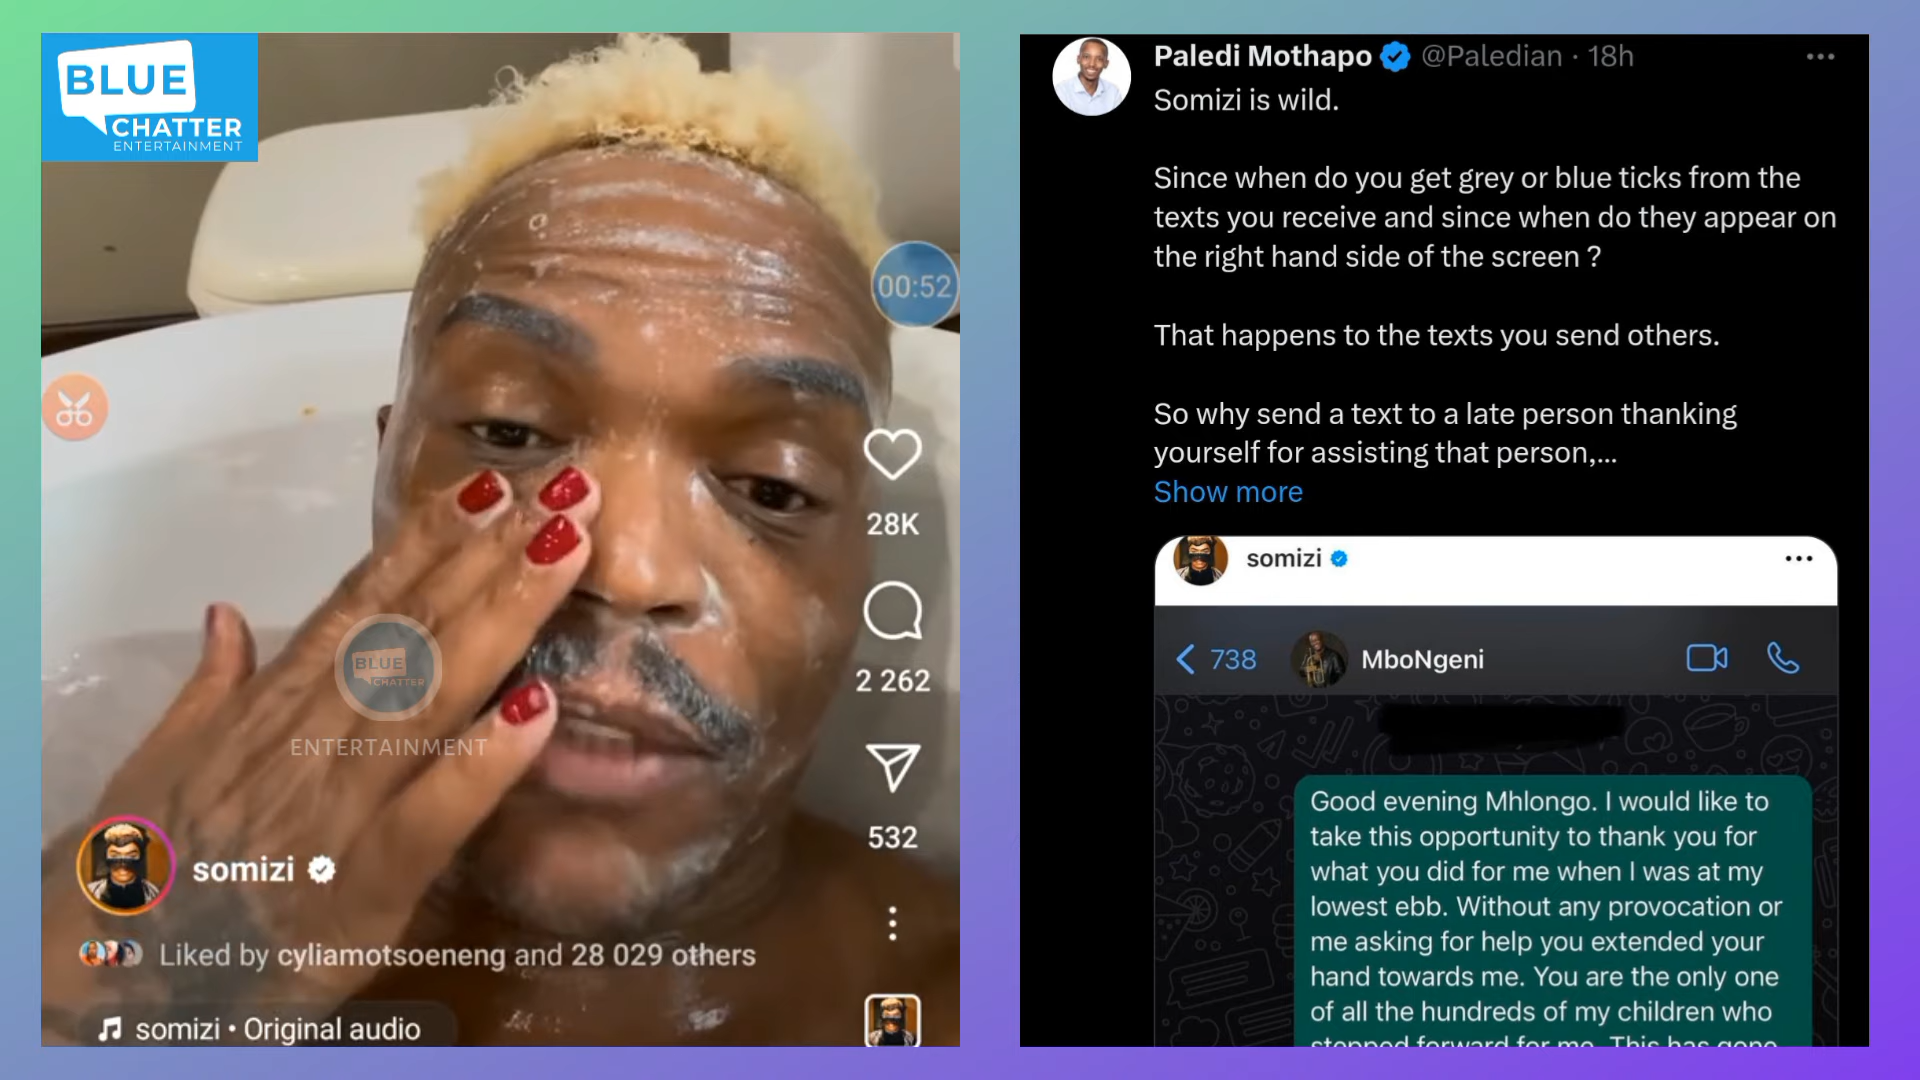 BLUE
CHATTER
ENTERTAINMENT
00:52
28K
BLUE
CHATTER
ENTERTAINMENT
2 262
532
somizi
Liked by cyliamotsoeneng and 28 029 others
somizi • Original audio
Paledi Mothapo @Paledian · 18h
Somizi is wild.
Since when do you get grey or blue ticks from the
texts you receive and since when do they appear on
the right hand side of the screen ?
That happens to the texts you send others.
So why send a text to a late person thanking
yourself for assisting that person,...
Show more
somizi
738 MboNgeni
Good evening Mhlongo. I would like to
take this opportunity to thank you for
what you did for me when I was at my
lowest ebb. Without any provocation or
me asking for help you extended your
hand towards me. You are the only one
of all the hundreds of my children who
stepped forward for me. This has gone